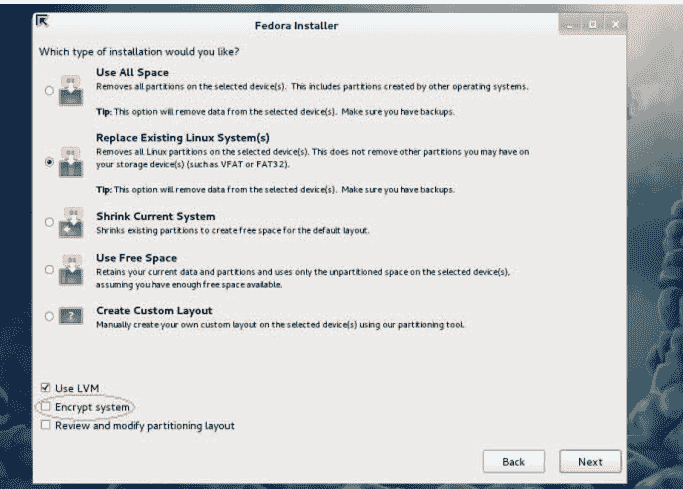 Fedora Installer
Which type of installation would you like?
Use All Space
Removes all partitions on the selected device(s). This includes partitions created by other operating systems.
Tip: This option will remove data from the selected device(s). Make sure you have backups.
Replace Existing Linux System(s)
Removes all Linux partitions on the selected device(s). This does not remove other partitions you may have on
your storage device(s) (such as VFAT or FAT32).
Tip: This option will remove data from the selected device(s). Make sure you have backups.
Shrink Current System
Shrinks existing partitions to create free space for the default layout.
Use Free Space
Retains your current data and partitions and uses only the unpartitioned space on the selected device(s),
assuming you have enough free space available.
Create Custom Layout
Manually create your own custom layout on the selected device(s) using our partitioning tool.
Use LVM
Encrypt system
Review and modify partitioning layout
Back Next